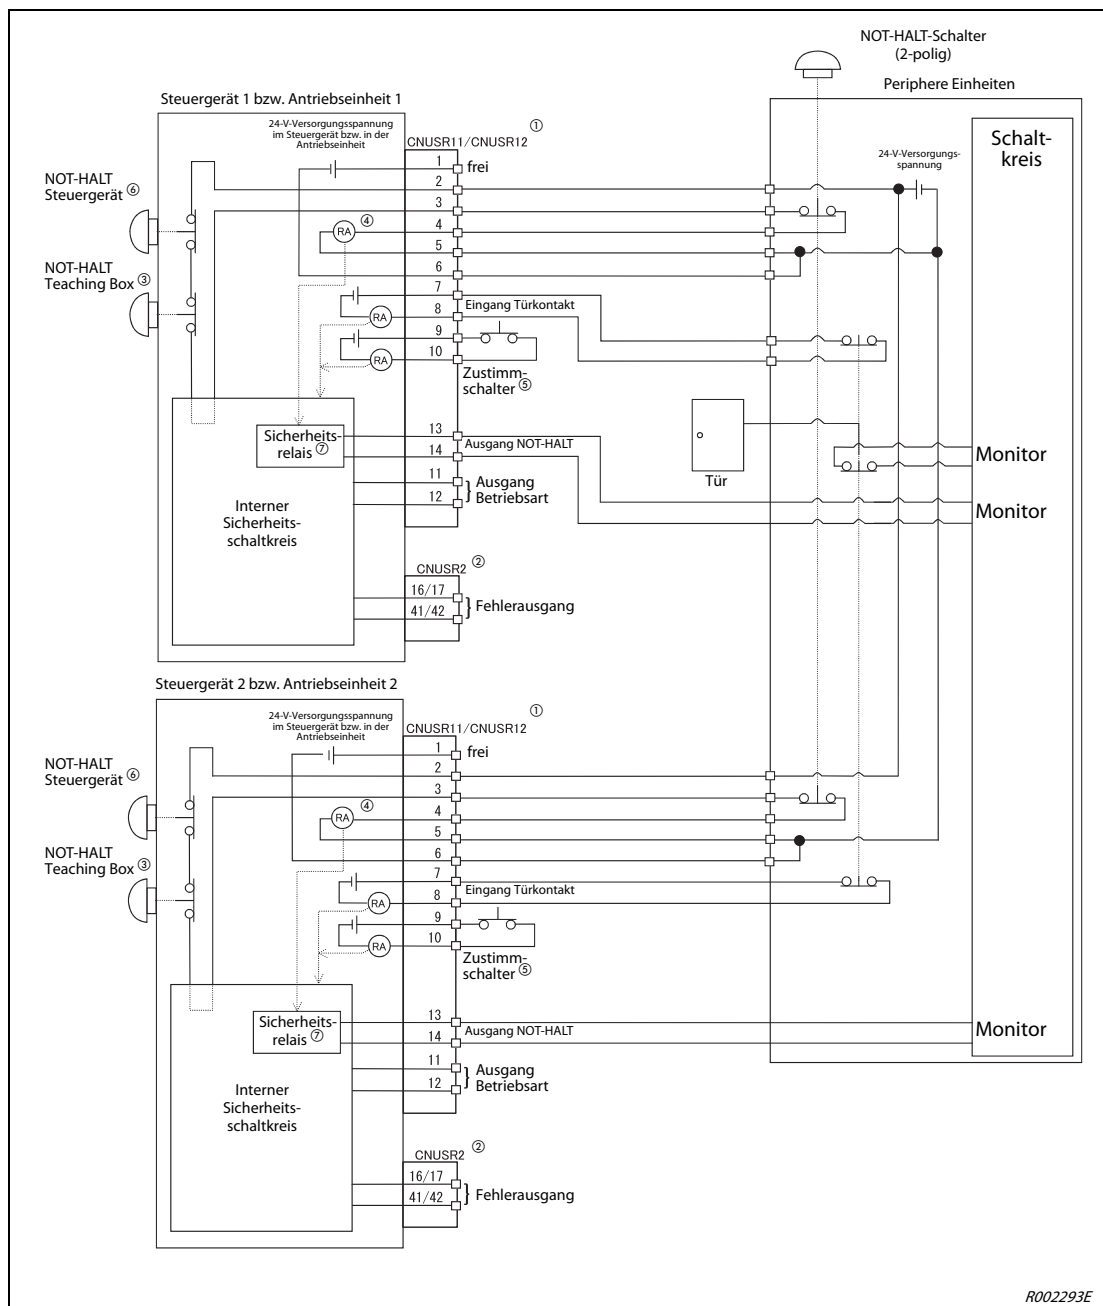 NOT-HALT-Schalter
(2-polig)
Periphere Einheiten
Steuergerät 1 bzw. Antriebseinheit 1
24-V-Versorgungsspannung
im Steuergerät bzw. in der
Antriebseinheit
CNUSR11/CNUSR12 ①
1 frei
2
3
4
5
6
7
8
9
10
NOT-HALT
Steuergerät ⑥
NOT-HALT
Teaching Box ③
RA ④
RA
RA
Eingang Türkontakt
Zustimm-
schalter ⑤
24-V-Versorgungs-
spannung
Schalt-
kreis
Sicherheits-
relais ⑦
13
14
Ausgang NOT-HALT
11
12
Ausgang
Betriebsart
Interner
Sicherheits-
schaltkreis
CNUSR2 ②
16/17
41/42
Fehlerausgang
Tür
Monitor
Monitor
Steuergerät 2 bzw. Antriebseinheit 2
24-V-Versorgungsspannung
im Steuergerät bzw. in der
Antriebseinheit
CNUSR11/CNUSR12 ①
1 frei
2
3
4
5
6
7
8
9
10
NOT-HALT
Steuergerät ⑥
NOT-HALT
Teaching Box ③
RA ④
RA
RA
Eingang Türkontakt
Zustimm-
schalter ⑤
Sicherheits-
relais ⑦
13
14
Ausgang NOT-HALT
Monitor
11
12
Ausgang
Betriebsart
Interner
Sicherheits-
schaltkreis
CNUSR2 ②
16/17
41/42
Fehlerausgang
R002293E